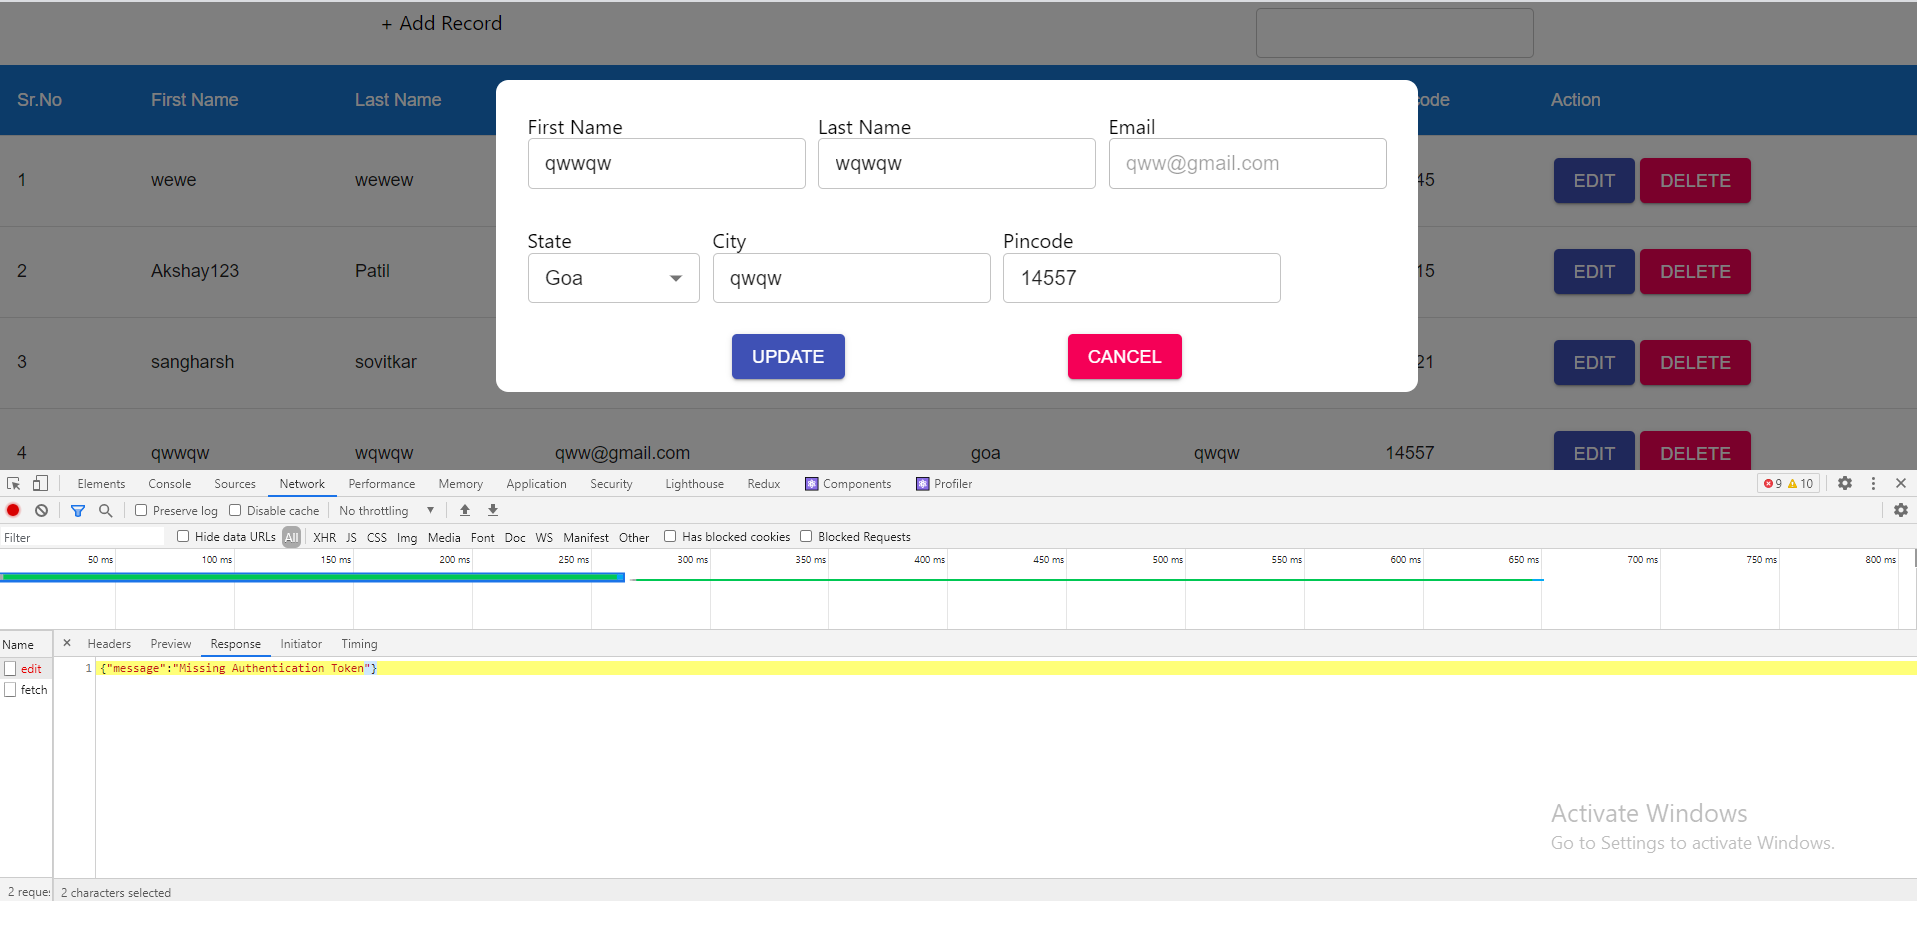 + Add Record
Sr.No First Name Last Name code Action
First Name Last Name Email
qwwqw wqwqw qww@gmail.com
1 wewe wewew 45 EDIT DELETE
State City Pincode
Goa qwqw 14557
2 Akshay123 Patil 15 EDIT DELETE
UPDATE CANCEL
3 sangharsh sovitkar 21 EDIT DELETE
4 qwwqw wqwqw qww@gmail.com goa qwqw 14557 EDIT DELETE
Elements Console Sources Network Performance Memory Application Security Lighthouse Redux Components Profiler 9 10
Preserve log Disable cache No throttling
Filter Hide data URLs All XHR JS CSS Img Media Font Doc WS Manifest Other Has blocked cookies Blocked Requests
50 ms 100 ms 150 ms 200 ms 250 ms 300 ms 350 ms 400 ms 450 ms 500 ms 550 ms 600 ms 650 ms 700 ms 750 ms 800 ms
Name × Headers Preview Response Initiator Timing
edit 1 {"message":"Missing Authentication Token"}
fetch
Activate Windows
Go to Settings to activate Windows.
2 reque 2 characters selected